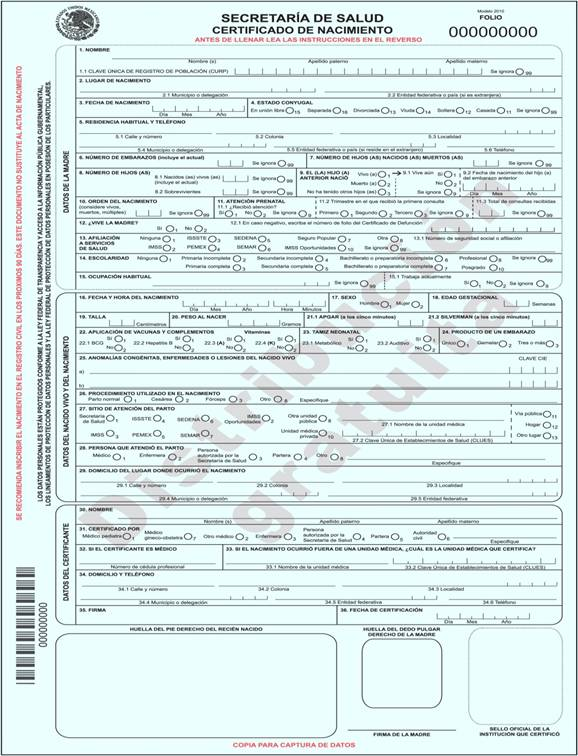 SECRETARÍA DE SALUD
CERTIFICADO DE NACIMIENTO
ANTES DE LLENAR LEA LAS INSTRUCCIONES EN EL REVERSO
Modelo 2010
FOLIO
000000000
SE RECOMIENDA INSCRIBIR EL NACIMIENTO EN EL REGISTRO CIVIL EN LOS PROXIMOS 90 DIAS. ESTE DOCUMENTO NO SUSTITUYE AL ACTA DE NACIMIENTO
LOS DATOS PERSONALES ESTÁN PROTEGIDOS CONFORME A LA LEY FEDERAL DE TRANSPARENCIA Y ACCESO A LA INFORMACIÓN PÚBLICA GUBERNAMENTAL,
LOS LINEAMIENTOS DE PROTECCIÓN DE DATOS PERSONALES Y LA LEY FEDERAL DE PROTECCIÓN DE DATOS PERSONALES EN POSESIÓN DE LOS PARTICULARES.
DATOS DE LA MADRE
1. NOMBRE
Nombre (s) Apellido paterno Apellido materno
1.1 CLAVE ÚNICA DE REGISTRO DE POBLACIÓN (CURP) Se ignora 99
2. LUGAR DE NACIMIENTO
2.1 Municipio o delegación 2.2 Entidad federativa o país (si es extranjera)
3. FECHA DE NACIMIENTO
Día Mes Año
4. ESTADO CONYUGAL
En unión libre 15 Separada 16 Divorciada 13 Viuda 14 Soltera 12 Casada 11 Se ignora 99
5. RESIDENCIA HABITUAL Y TELÉFONO
5.1 Calle y número 5.2 Colonia 5.3 Localidad
5.4 Municipio o delegación 5.5 Entidad federativa o país (si reside en el extranjero) 5.6 Teléfono
6. NÚMERO DE EMBARAZOS (incluye el actual) Se ignora 99
7. NÚMERO DE HIJOS (AS) NACIDOS (AS) MUERTOS (AS) Se ignora 99
8. NÚMERO DE HIJOS (AS)
8.1 Nacidos (as) vivos (as) (incluye el actual) Se ignora 99
8.2 Sobrevivientes Se ignora 99
9. EL (LA) HIJO (A) ANTERIOR NACIÓ
Vivo (a) 1 Muerto (a) 2 No ha tenido otros hijos (as) 3
9.1 Vive aún Sí 1 No 2 Se ignora 9
9.2 Fecha de nacimiento del hijo (a) del embarazo anterior
Día Mes Año
10. ORDEN DEL NACIMIENTO
(considere vivos, muertos, múltiples) Se ignora 99
11. ATENCIÓN PRENATAL
11.1 ¿Recibió atención?
Sí 1 No 2 Se ignora 9
11.2 Trimestre en el que recibió la primera consulta
Primero 1 Segundo 2 Tercero 3 Se ignora 9
11.3 Total de consultas recibidas
Se ignora 99
12. ¿VIVE LA MADRE? Sí 1 No 2
12.1 En caso negativo, escriba el número de folio del Certificado de Defunción
13. AFILIACIÓN A SERVICIOS DE SALUD
Ninguna 1 ISSSTE 3 SEDENA 5 Seguro Popular 7 Otra 8
IMSS 2 PEMEX 4 SEMAR 6 IMSS Oportunidades 10 Se ignora 99
13.1 Número de seguridad social o afiliación
14. ESCOLARIDAD
Ninguna 1 Primaria incompleta 2 Secundaria incompleta 4 Bachillerato o preparatoria incompleta 6 Profesional 8 Se ignora 99
Primaria completa 3 Secundaria completa 5 Bachillerato o preparatoria completa 7 Posgrado 10
15. OCUPACIÓN HABITUAL
Se ignora 99
15.1 Trabaja actualmente
Sí 1 No 2 Se ignora 9
DATOS DEL NACIDO VIVO Y DEL NACIMIENTO
16. FECHA Y HORA DEL NACIMIENTO
Día Mes Año Hora Minutos
17. SEXO
Hombre 1 Mujer 2
18. EDAD GESTACIONAL
Semanas
19. TALLA
Centímetros
20. PESO AL NACER
Gramos
21.1 APGAR (a los cinco minutos)
21.2 SILVERMAN (a los cinco minutos)
22. APLICACIÓN DE VACUNAS Y COMPLEMENTOS Vitaminas
22.1 BCG Sí 1 No 2 22.2 Hepatitis B Sí 1 No 2 22.3 (A) Sí 1 No 2 22.4 (K) Sí 1 No 2
23. TAMIZ NEONATAL
23.1 Metabólico Sí 1 No 2 23.2 Auditivo Sí 1 No 2
24. PRODUCTO DE UN EMBARAZO
Único 1 Gemelar 2 Tres o más 3
25. ANOMALÍAS CONGÉNITAS, ENFERMEDADES O LESIONES DEL NACIDO VIVO CLAVE CIE
a)
b)
26. PROCEDIMIENTO UTILIZADO EN EL NACIMIENTO
Parto normal 1 Cesárea 2 Fórceps 3 Otro 8 Especifique
27. SITIO DE ATENCIÓN DEL PARTO
Secretaría de Salud 1 ISSSTE 4 SEDENA 6 IMSS Oportunidades 2 Otra unidad pública 8
IMSS 3 PEMEX 5 SEMAR 7 Unidad médica privada 10
27.1 Nombre de la unidad médica
27.2 Clave Única de Establecimientos de Salud (CLUES)
Vía pública 11
Hogar 12
Otro lugar 13
28. PERSONA QUE ATENDIÓ EL PARTO
Médico 1 Enfermera 2 Persona autorizada por la Secretaría de Salud 3 Partera 4 Otro 8
Especifique
29. DOMICILIO DEL LUGAR DONDE OCURRIÓ EL NACIMIENTO
29.1 Calle y número 29.2 Colonia 29.3 Localidad
29.4 Municipio o delegación 29.5 Entidad federativa
Distribución gratuita
DATOS DEL CERTIFICANTE
30. NOMBRE
Nombre (s) Apellido paterno Apellido materno
31. CERTIFICADO POR
Médico pediatra 1 Médico gineco-obstetra 7 Otro médico 2 Enfermera 3 Persona autorizada por la Secretaría de Salud 4 Partera 5 Autoridad civil 6
Especifique
32. SI EL CERTIFICANTE ES MÉDICO
Número de cédula profesional
33. SI EL NACIMIENTO OCURRIÓ FUERA DE UNA UNIDAD MÉDICA, ¿CUÁL ES LA UNIDAD MÉDICA QUE CERTIFICA?
33.1 Nombre de la unidad médica 33.2 Clave Única de Establecimientos de Salud (CLUES)
34. DOMICILIO Y TELÉFONO
34.1 Calle y número 34.2 Colonia 34.3 Localidad
34.4 Municipio o delegación 34.5 Entidad federativa 34.6 Teléfono
35. FIRMA
36. FECHA DE CERTIFICACIÓN
Día Mes Año
000000000
HUELLA DEL PIE DERECHO DEL RECIÉN NACIDO
HUELLA DEL DEDO PULGAR
DERECHO DE LA MADRE
FIRMA DE LA MADRE
SELLO OFICIAL DE LA
INSTITUCIÓN QUE CERTIFICÓ
COPIA PARA CAPTURA DE DATOS